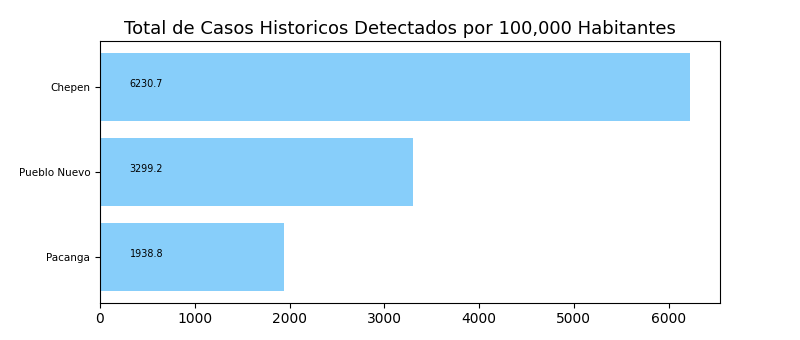 Total de Casos Historicos Detectados por 100,000 Habitantes
Chepen
6230.7
Pueblo Nuevo
3299.2
Pacanga
1938.8
0 1000 2000 3000 4000 5000 6000